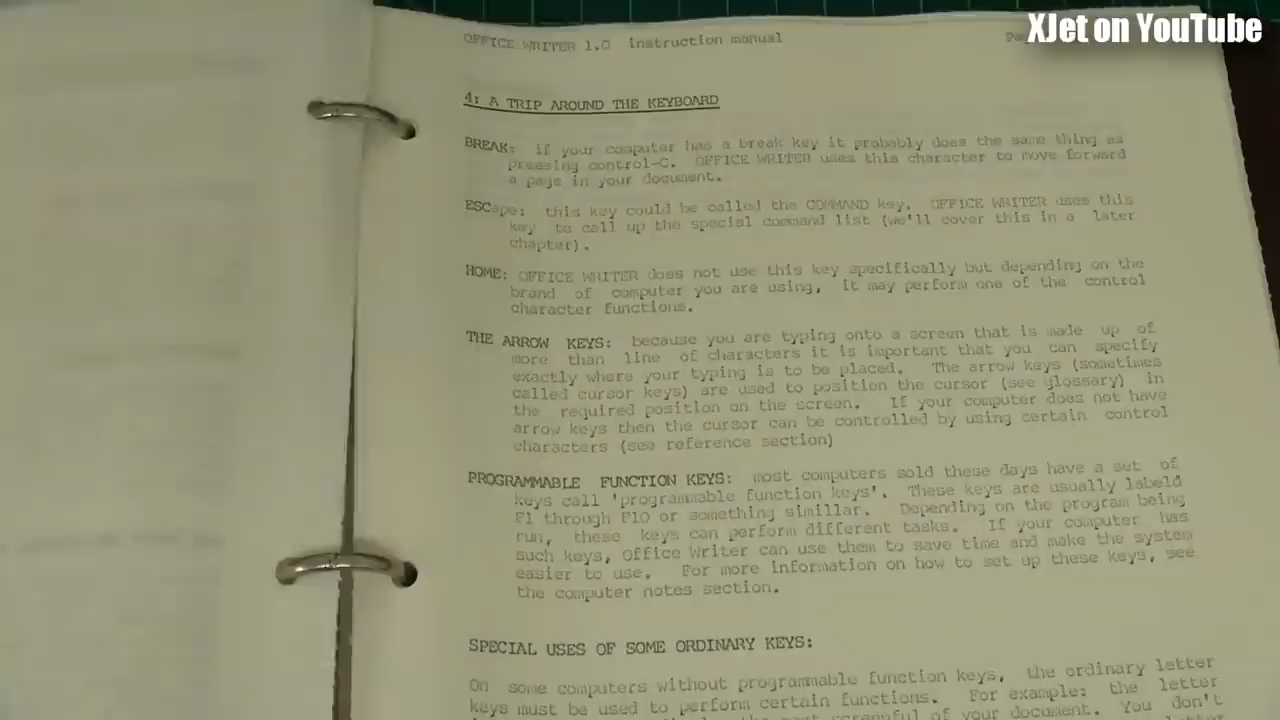 XJet on YouTube
OFFICE WRITER 1.0 instruction manual
4: A TRIP AROUND THE KEYBOARD
BREAK: if your computer has a break key it probably does the same thing as
pressing control-C. OFFICE WRITER uses this character to move forward
a page in your document.
ESCape: this key could be called the COMMAND key. OFFICE WRITER uses this
key to call up the special command list (we'll cover this in a later
chapter).
HOME: OFFICE WRITER does not use this key specifically but depending on the
brand of computer you are using, it may perform one of the control
character functions.
THE ARROW KEYS: because you are typing onto a screen that is made up of
more than line of characters it is important that you can specify
exactly where your typing is to be placed. The arrow keys (sometimes
called cursor keys) are used to position the cursor (see glossary) in
the required position on the screen. If your computer does not have
arrow keys then the cursor can be controlled by using certain control
characters (see reference section)
PROGRAMMABLE FUNCTION KEYS: most computers sold these days have a set of
keys call 'programmable function keys'. These keys are usually labeld
F1 through F10 or something simillar. Depending on the program being
run, these keys can perform different tasks. If your computer has
such keys, Office Writer can use them to save time and make the system
easier to use. For more information on how to set up these keys, see
the computer notes section.
SPECIAL USES OF SOME ORDINARY KEYS:
On some computers without programmable function keys, the ordinary letter
keys must be used to perform certain functions. For example: the letter
the next screenful of your document. You don't